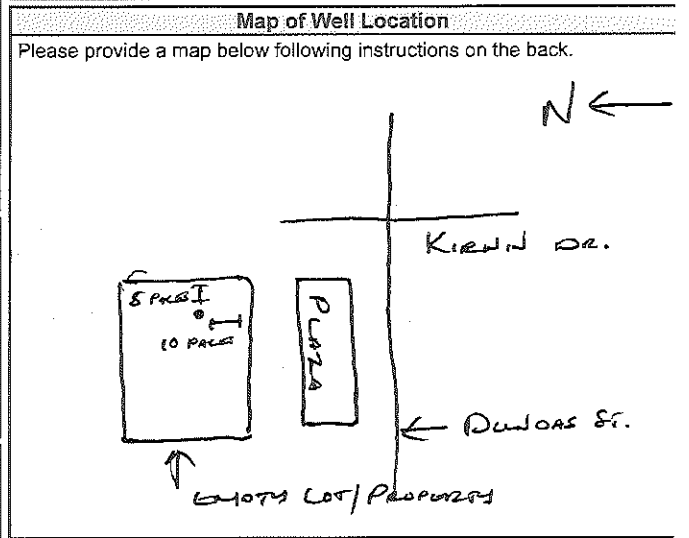 Map of Well Location
Please provide a map below following instructions on the back.
N
KIRWIN DR.
5 PACES
10 PACES
PLAZA
DUNDAS ST.
EMPTY LOT/PROPERTY